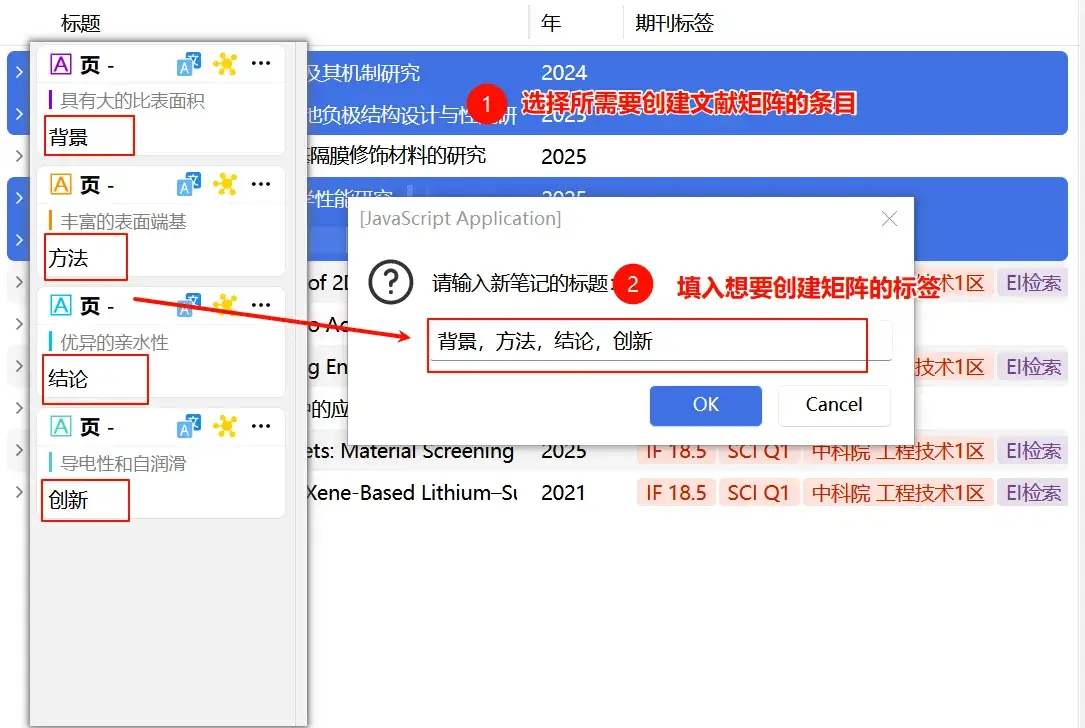 标题 年 期刊标签
及其机制研究 2024
1 选择所需要创建文献矩阵的条目
池负极结构设计与性能研 2025
隔膜修饰材料的研究 2025
学性能研究 2025
A 页 -
具有大的比表面积
背景
A 页 -
丰富的表面端基
方法
A 页 -
优异的亲水性
结论
A 页 -
导电性和自润滑
创新
[JavaScript Application]
请输入新笔记的标题:
2 填入想要创建矩阵的标签
背景，方法，结论，创新
OK Cancel
of 2D 技术1区 EI检索
g En 技术1区 EI检索
中的应
ets: Material Screening 2025 IF 18.5 SCI Q1 中科院 工程技术1区 EI检索
Xene-Based Lithium–Su 2021 IF 18.5 SCI Q1 中科院 工程技术1区 EI检索